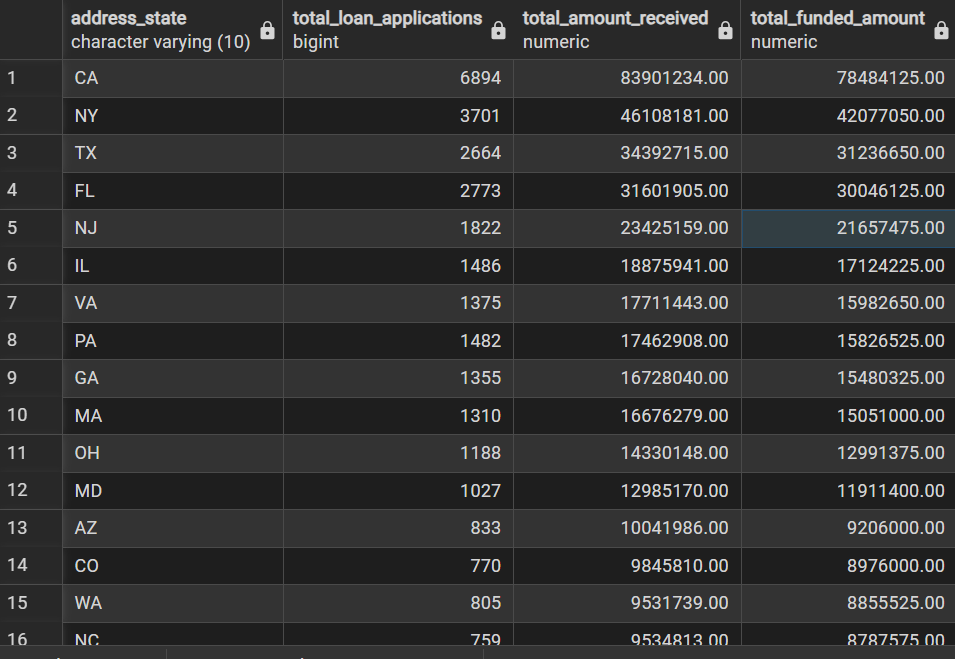 address_state total_loan_applications total_amount_received total_funded_amount
character varying (10) bigint numeric numeric
1 CA 6894 83901234.00 78484125.00
2 NY 3701 46108181.00 42077050.00
3 TX 2664 34392715.00 31236650.00
4 FL 2773 31601905.00 30046125.00
5 NJ 1822 23425159.00 21657475.00
6 IL 1486 18875941.00 17124225.00
7 VA 1375 17711443.00 15982650.00
8 PA 1482 17462908.00 15826525.00
9 GA 1355 16728040.00 15480325.00
10 MA 1310 16676279.00 15051000.00
11 OH 1188 14330148.00 12991375.00
12 MD 1027 12985170.00 11911400.00
13 AZ 833 10041986.00 9206000.00
14 CO 770 9845810.00 8976000.00
15 WA 805 9531739.00 8855525.00
16 NC 759 9534813.00 8787575.00